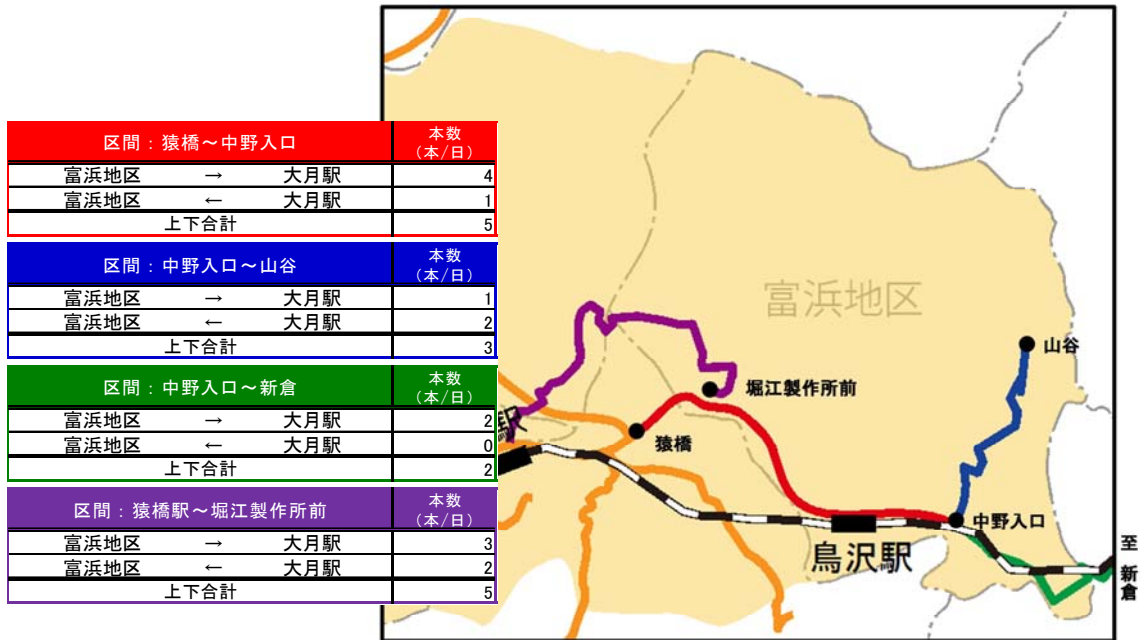 区間：猿橋～中野入口 本数（本/日）
富浜地区 → 大月駅 4
富浜地区 ← 大月駅 1
上下合計 5
区間：中野入口～山谷 本数（本/日）
富浜地区 → 大月駅 1
富浜地区 ← 大月駅 2
上下合計 3
区間：中野入口～新倉 本数（本/日）
富浜地区 → 大月駅 2
富浜地区 ← 大月駅 0
上下合計 2
区間：猿橋駅～堀江製作所前 本数（本/日）
富浜地区 → 大月駅 3
富浜地区 ← 大月駅 2
上下合計 5
富浜地区
山谷
堀江製作所前
駅
猿橋
中野入口
鳥沢駅
至 新倉